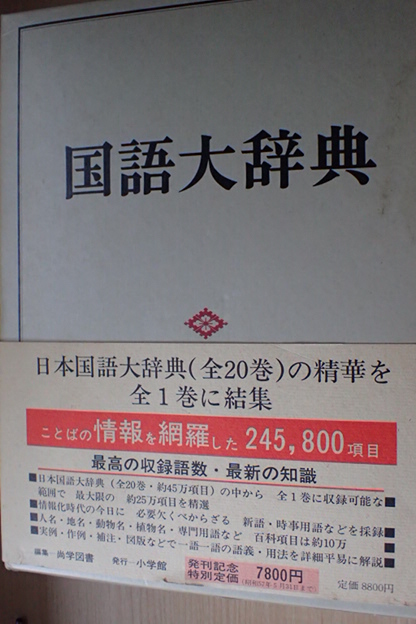 国語大辞典
日本国語大辞典(全20巻)の精華を
全1巻に結集
ことばの情報を網羅した245,800項目
最高の収録語数・最新の知識
■日本国語大辞典(全20巻・約45万項目)の中から 全1巻に収録可能な
範囲で 最大限の 約25万項目を精選
■情報化時代の今日に 必要欠くべからざる 新語・時事用語などを採録
■人名・地名・動物名・植物名・専門用語など 百科項目は約10万
■実例・作例・補注・図版などで一語一語の語義・用法を詳細平易に解説
編集―尚学図書 発行―小学館
発刊記念
特別定価
7800円
定価 8800円